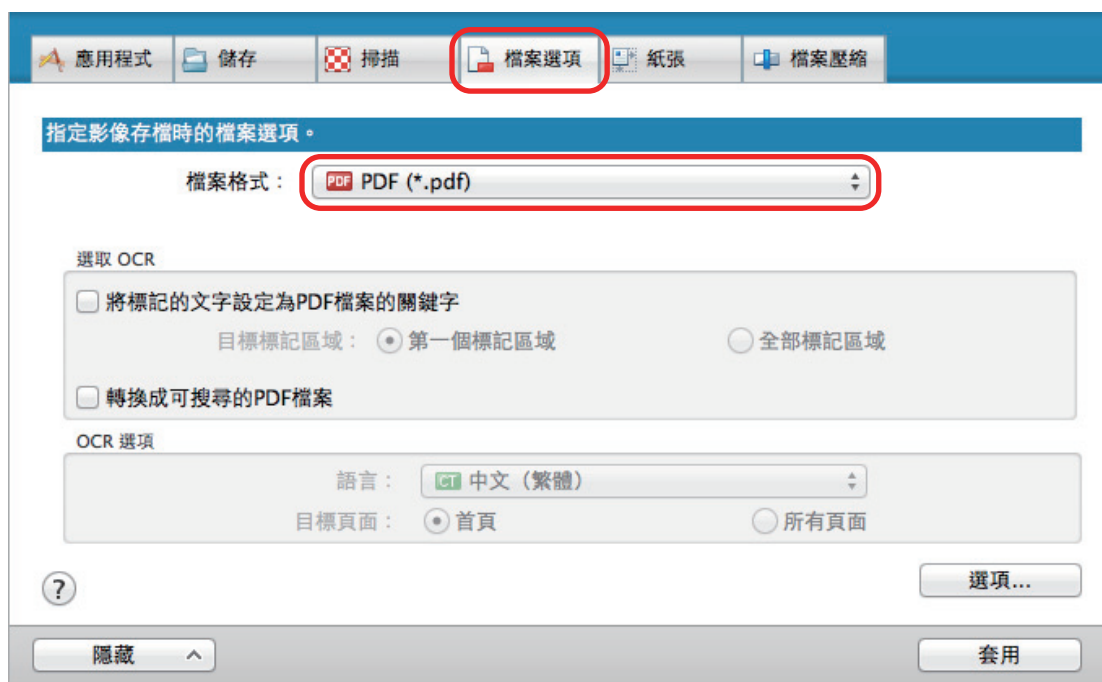 應用程式 儲存 掃描 檔案選項 紙張 檔案壓縮
指定影像存檔時的檔案選項。
檔案格式： PDF PDF (*.pdf)
選取 OCR
將標記的文字設定為PDF檔案的關鍵字
目標標記區域： 第一個標記區域 全部標記區域
轉換成可搜尋的PDF檔案
OCR 選項
語言： CT 中文（繁體）
目標頁面： 首頁 所有頁面
? 選項...
隱藏 套用